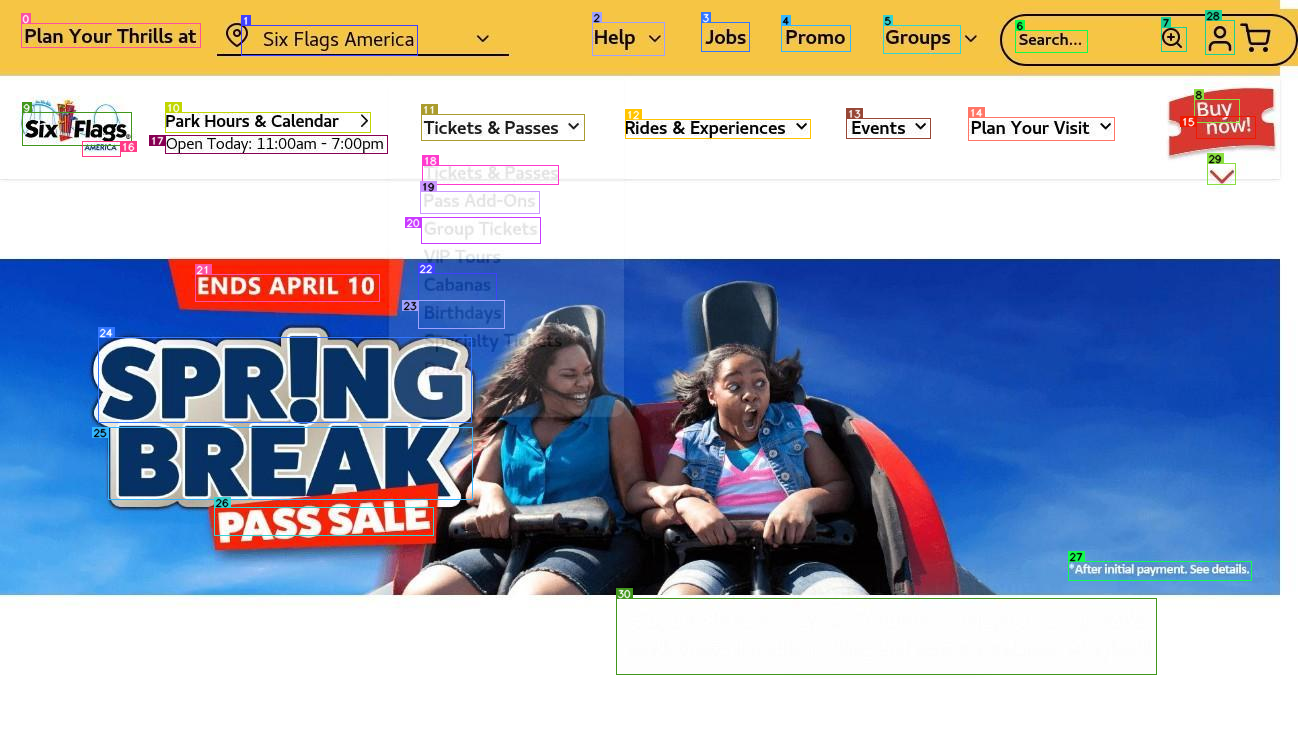 0
1
2
3
4
5
6
7
28
Plan Your Thrills at
Six Flags America
Help
Jobs
Promo
Groups
Search...
9
10
11
12
13
14
8
15
16
17
Six Flags
AMERICA
Park Hours & Calendar
Open Today: 11:00am - 7:00pm
Tickets & Passes
Rides & Experiences
Events
Plan Your Visit
Buy
now!
29
18
Tickets & Passes
19
Pass Add-Ons
20
Group Tickets
VIP Tours
22
Cabanas
23
Birthdays
Specialty Tickets
21
ENDS APRIL 10
24
SPR!NG
25
BREAK
26
PASS SALE
27
*After initial payment. See details.
30